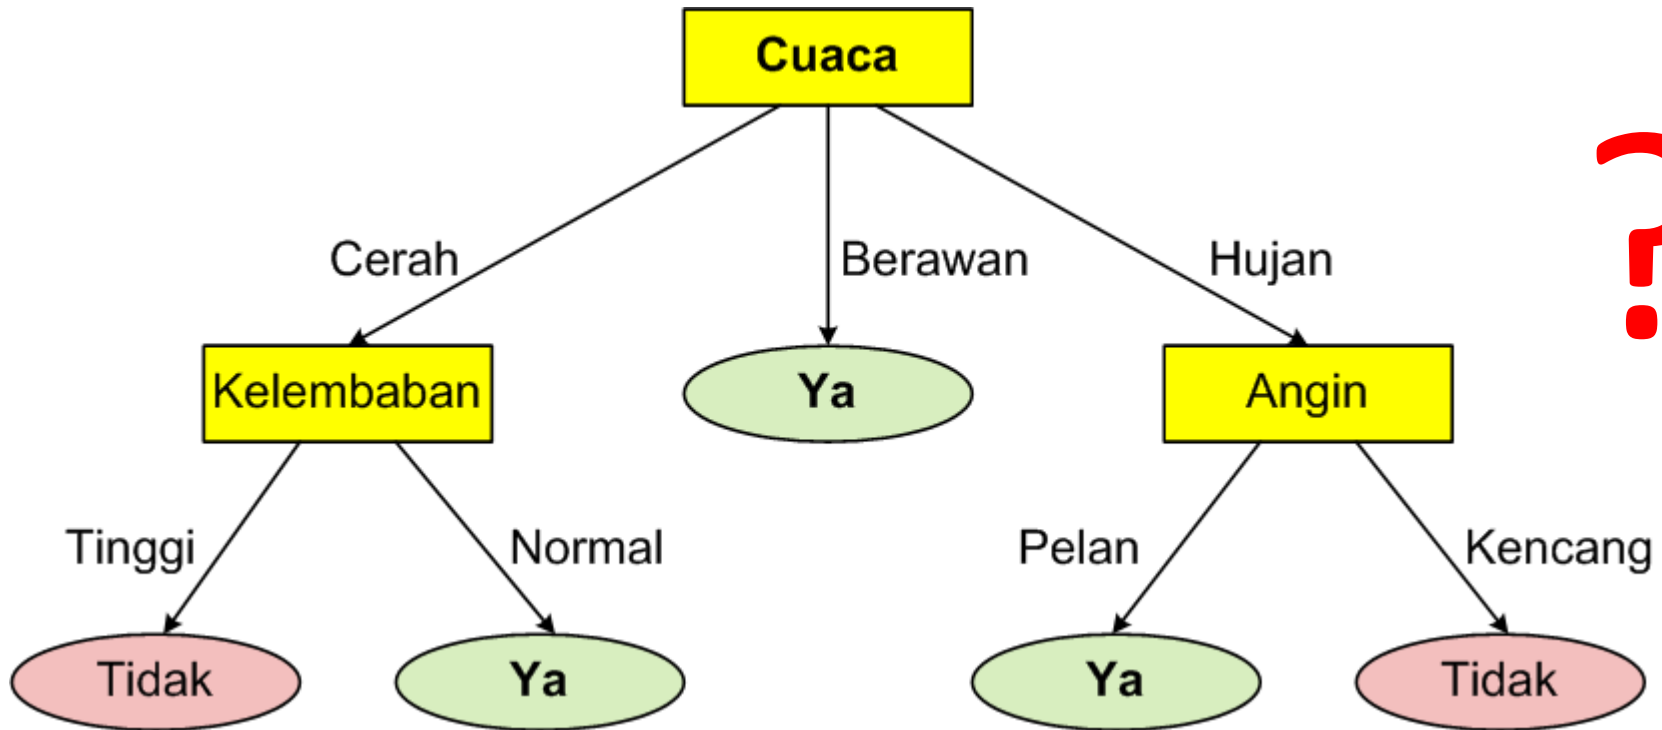 Cuaca
?
Cerah
Berawan
Hujan
Kelembaban
Ya
Angin
Tinggi
Normal
Pelan
Kencang
Tidak
Ya
Ya
Tidak